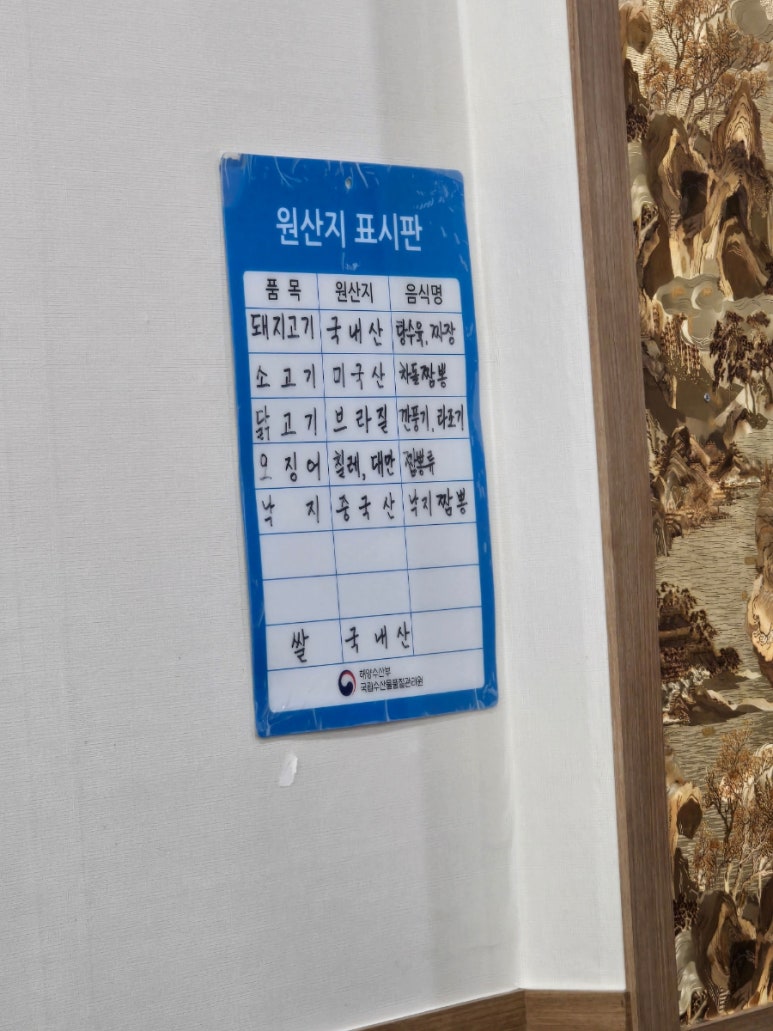 원산지 표시판
품 목 원산지 음식명
돼지고기 국 내 산 탕수육, 짜장
소 고 기 미 국 산 차돌짬뽕
닭 고 기 브 라 질 깐풍기, 라조기
오 징 어 칠레, 대만 짬뽕류
낙 지 중 국 산 낙지짬뽕
쌀 국 내 산
해양수산부
국립수산물품질관리원